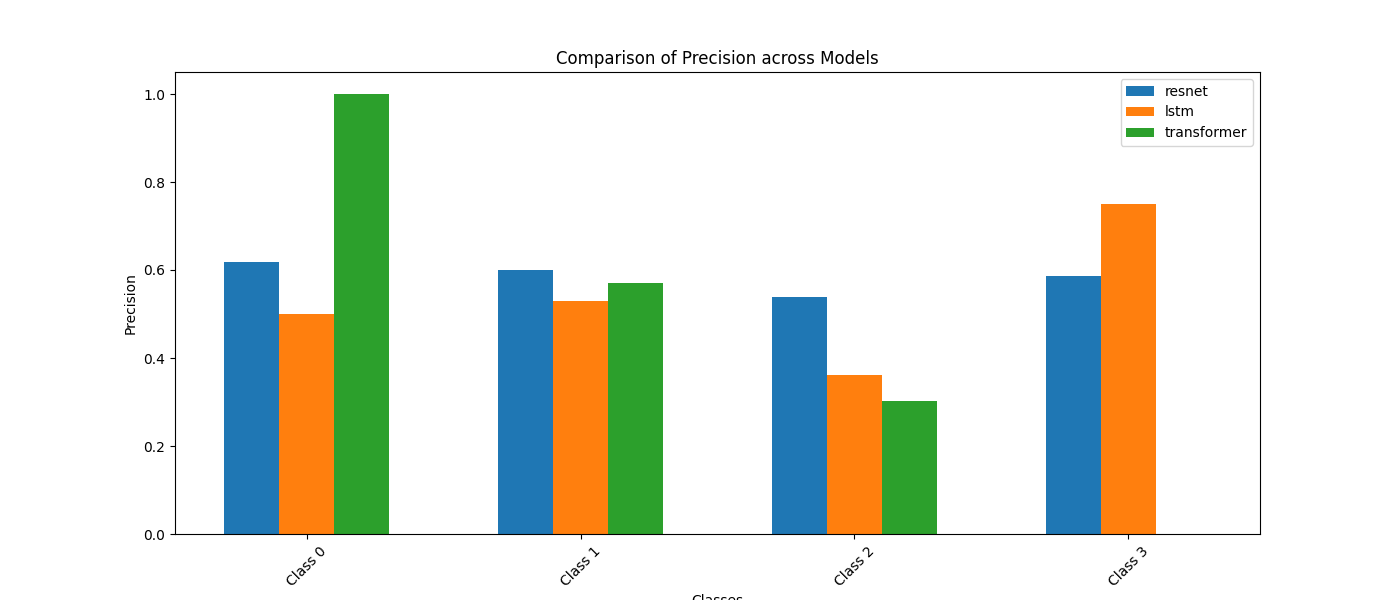 Comparison of Precision across Models
resnet
lstm
transformer
Precision
1.0
0.8
0.6
0.4
0.2
0.0
Class 0
Class 1
Class 2
Class 3
Classes